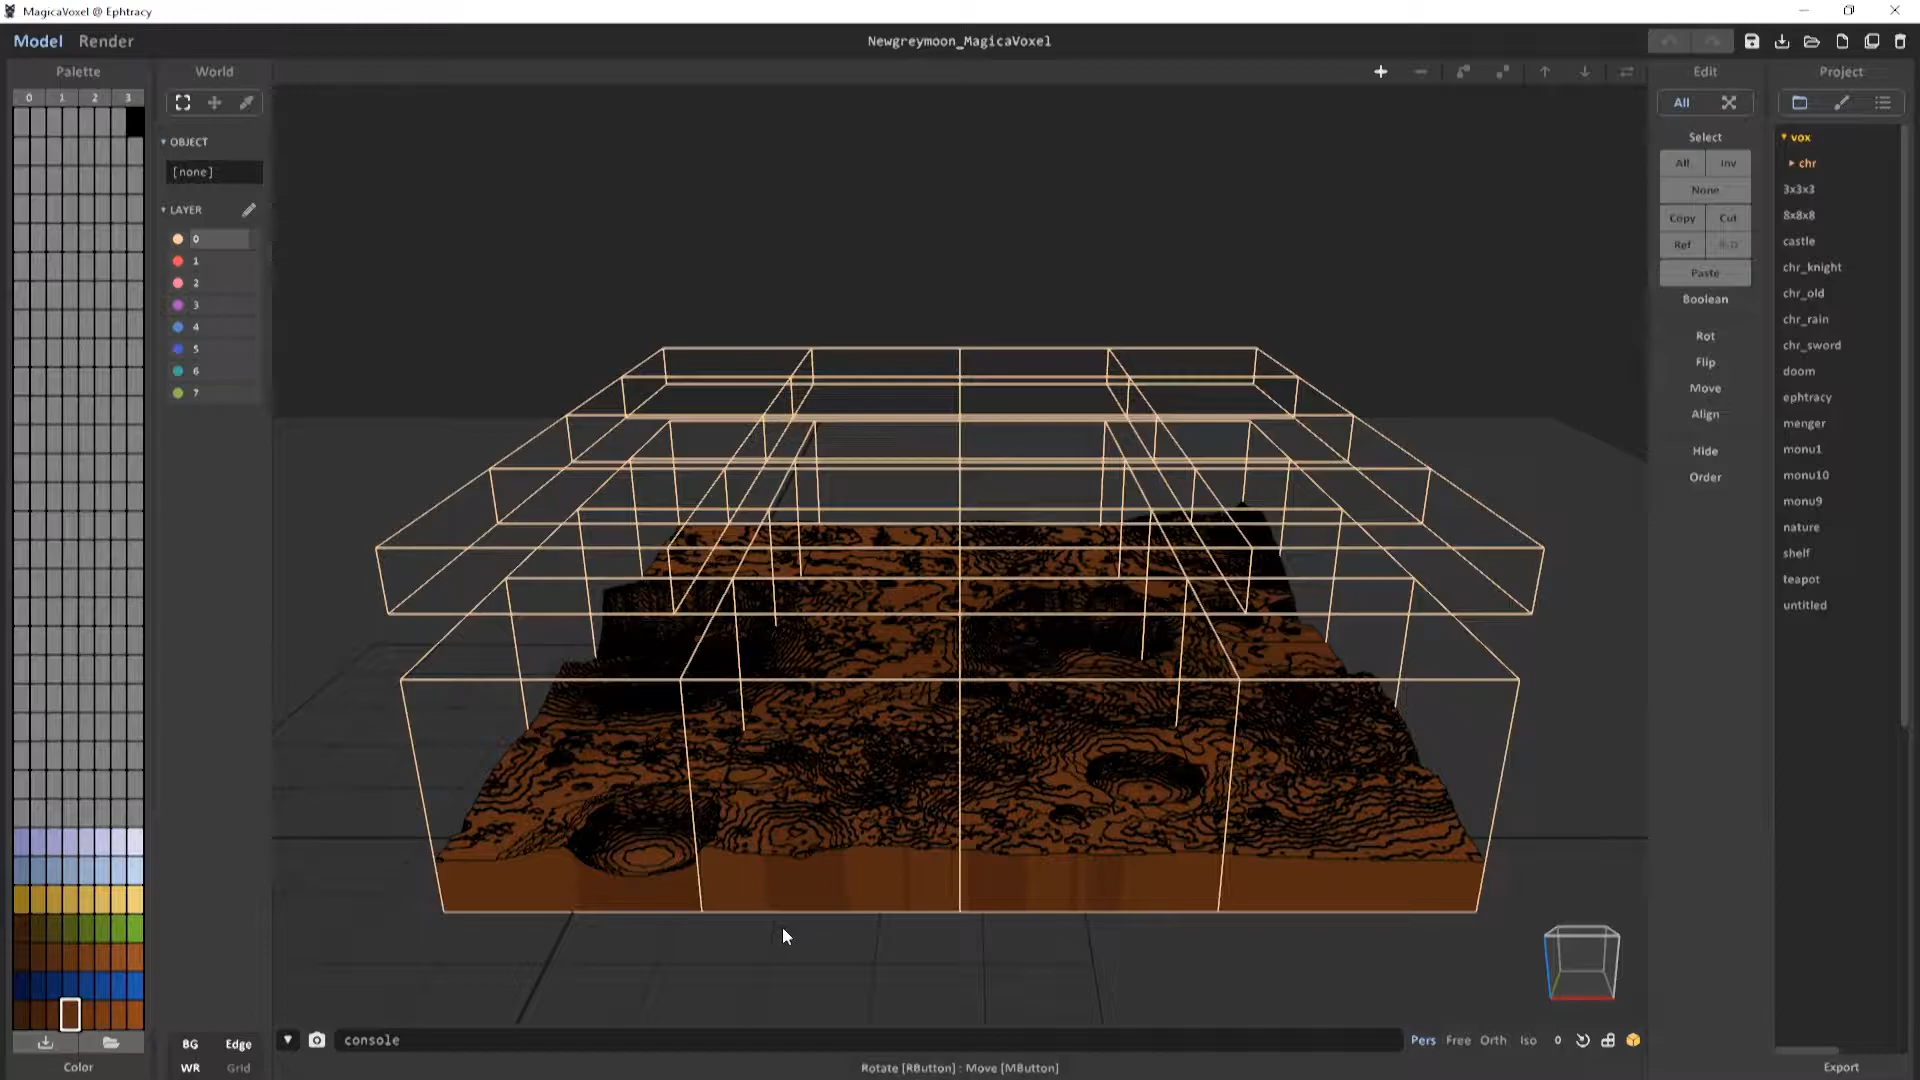 MagicaVoxel @ Ephtracy
Model Render
Newgreymoon_MagicaVoxel
Palette
0 1 2 3
World
OBJECT
[none]
LAYER
0
1
2
3
4
5
6
7
BG Edge
WR Grid
Color
console
Pers Free Orth Iso 0
Rotate [RButton] : Move [MButton]
Edit
All
Select
All Inv
None
Copy Cut
Ref
Paste
Boolean
Rot
Flip
Move
Align
Hide
Order
Project
vox
chr
3x3x3
8x8x8
castle
chr_knight
chr_old
chr_rain
chr_sword
doom
ephtracy
menger
monu1
monu10
monu9
nature
shelf
teapot
untitled
Export